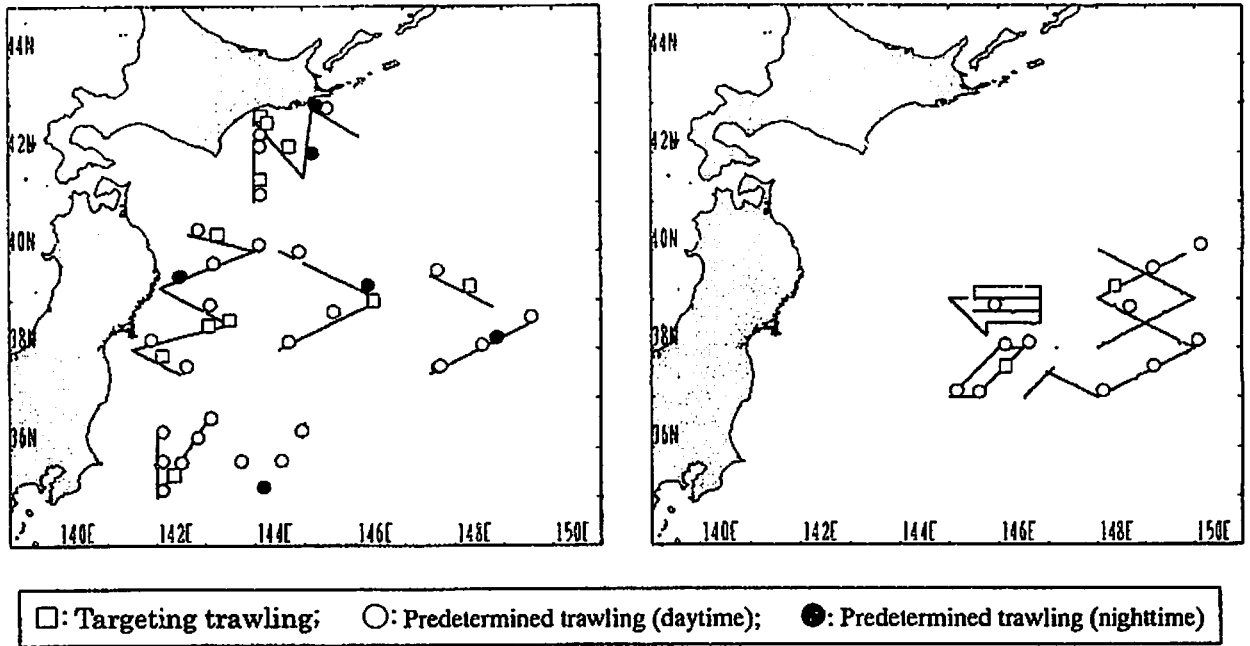 44N
42N
40N
38N
36N
140E 142E 144E 146E 148E 150E
44N
42N
40N
38N
36N
140E 142E 144E 146E 148E 150E
□: Targeting trawling; ○: Predetermined trawling (daytime); ●: Predetermined trawling (nighttime)